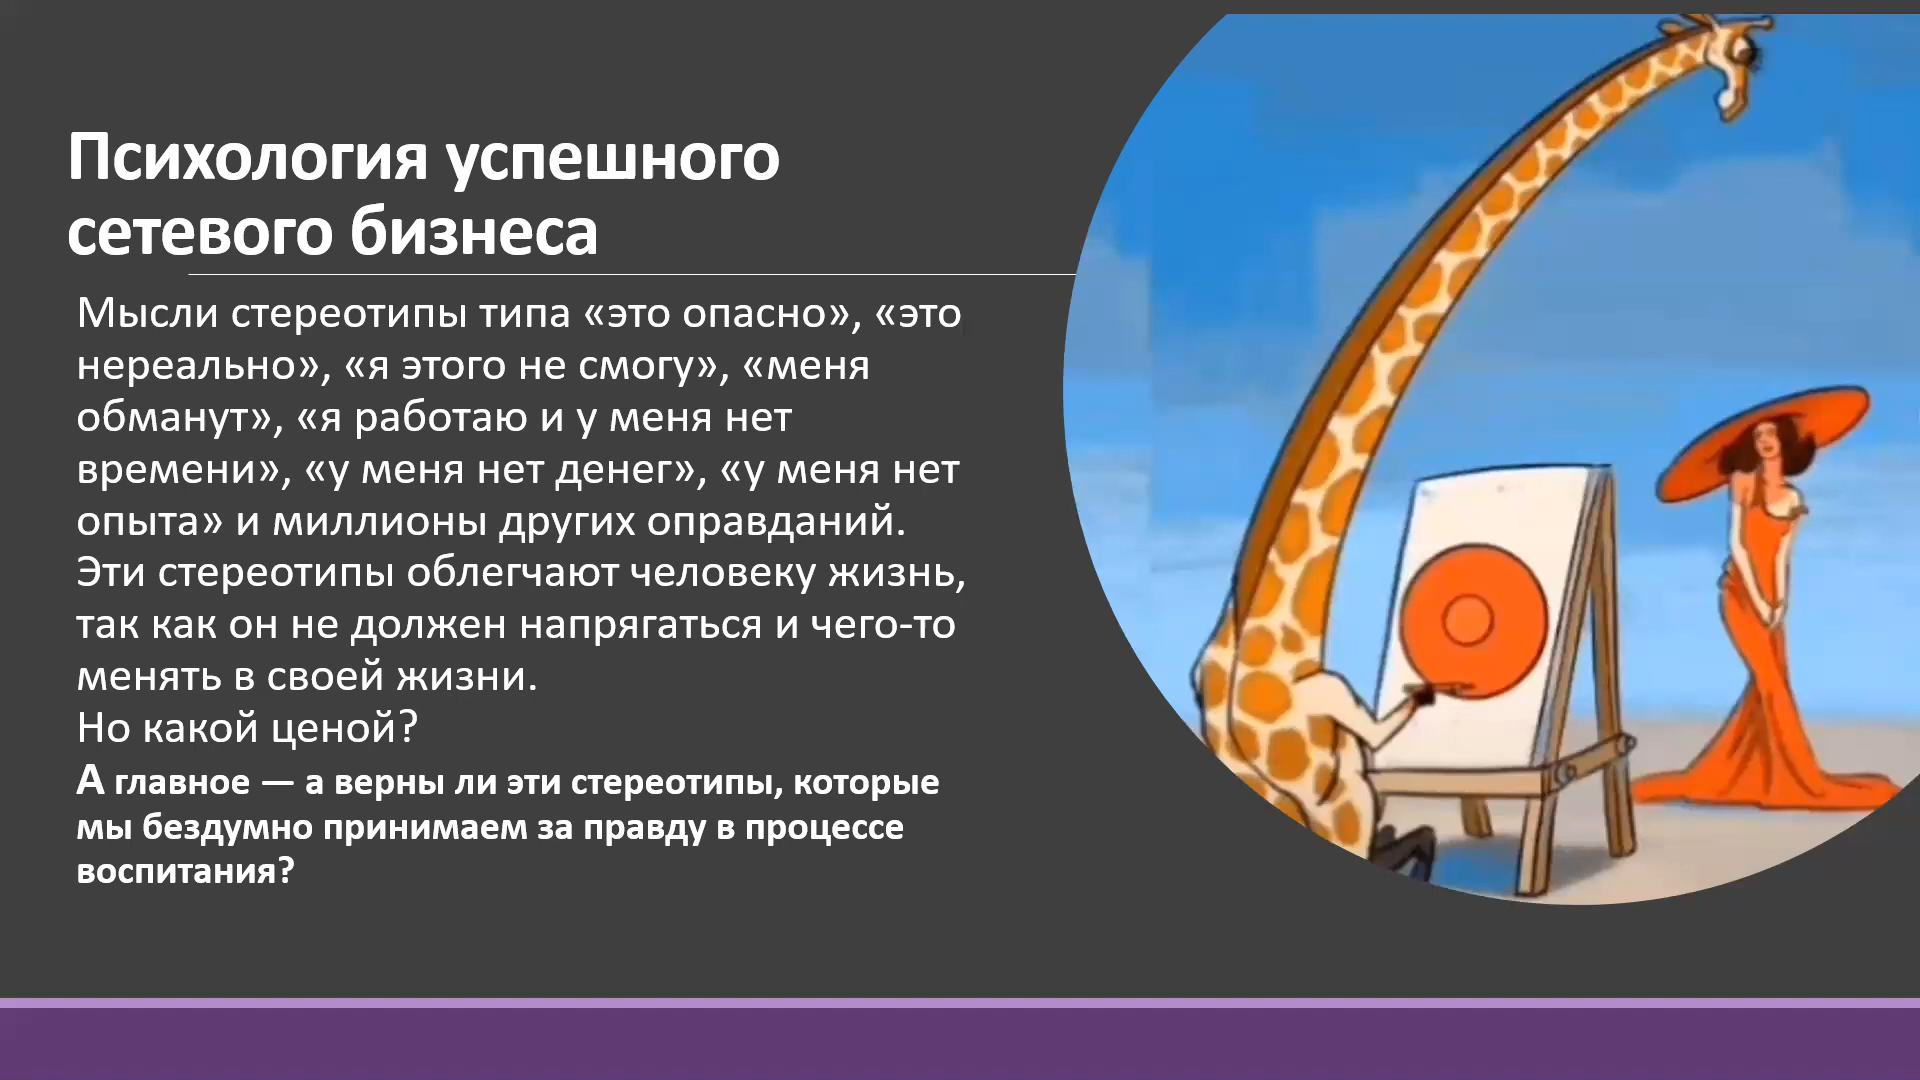 Психология успешного
сетевого бизнеса
Мысли стереотипы типа «это опасно», «это
нереально», «я этого не смогу», «меня
обманут», «я работаю и у меня нет
времени», «у меня нет денег», «у меня нет
опыта» и миллионы других оправданий.
Эти стереотипы облегчают человеку жизнь,
так как он не должен напрягаться и чего-то
менять в своей жизни.
Но какой ценой?
А главное — а верны ли эти стереотипы, которые
мы бездумно принимаем за правду в процессе
воспитания?